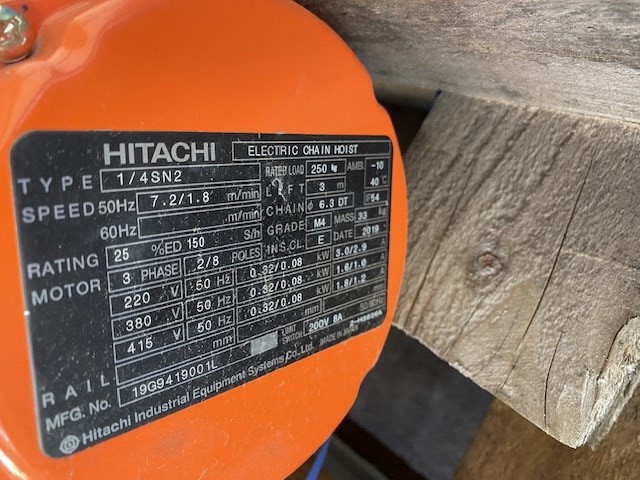 HITACHI ELECTRIC CHAIN HOIST
TYPE 1/4SN2 RATED LOAD 250 kg AMB. -10
SPEED 50Hz 7.2/1.8 m/min LIFT 3 m 40 ℃
60Hz m/min CHAIN φ 6.3 DT IP54
RATING 25 %ED 150 S/h GRADE M4 MASS 33 kg
MOTOR 3 PHASE 2/8 POLES INS.CL. E DATE 2019
220 V 50 Hz 0.32/0.08 kW 3.0/2.9 A
380 V 50 Hz 0.32/0.08 kW 1.6/1.0 A
415 V 50 Hz 0.32/0.08 kW 1.8/1.2 A
RAIL mm mm
MFG. No. 19G9419001L LIMIT SWITCH 200V 8A
Hitachi Industrial Equipment Systems Co.,Ltd. (MADE IN JAPAN)